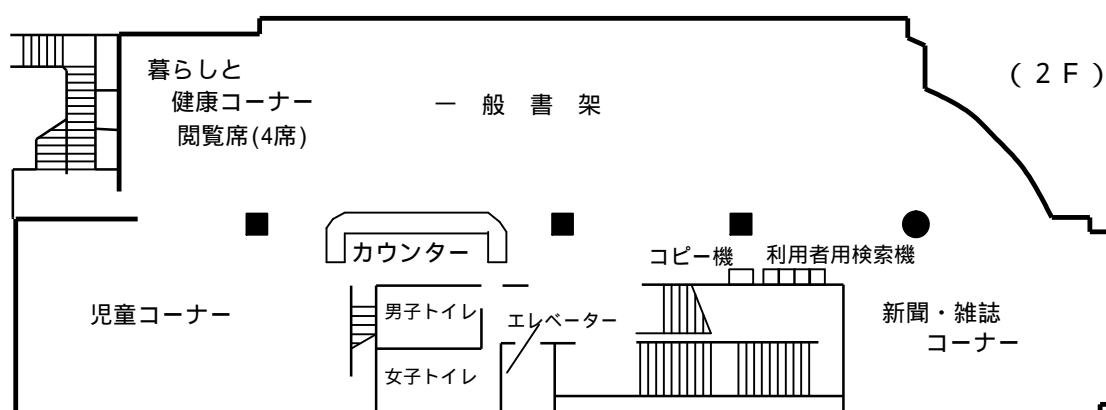 (２Ｆ)
暮らしと
健康コーナー
閲覧席(4席)
一般書架
カウンター
コピー機
利用者用検索機
児童コーナー
男子トイレ
エレベーター
女子トイレ
新聞・雑誌
コーナー